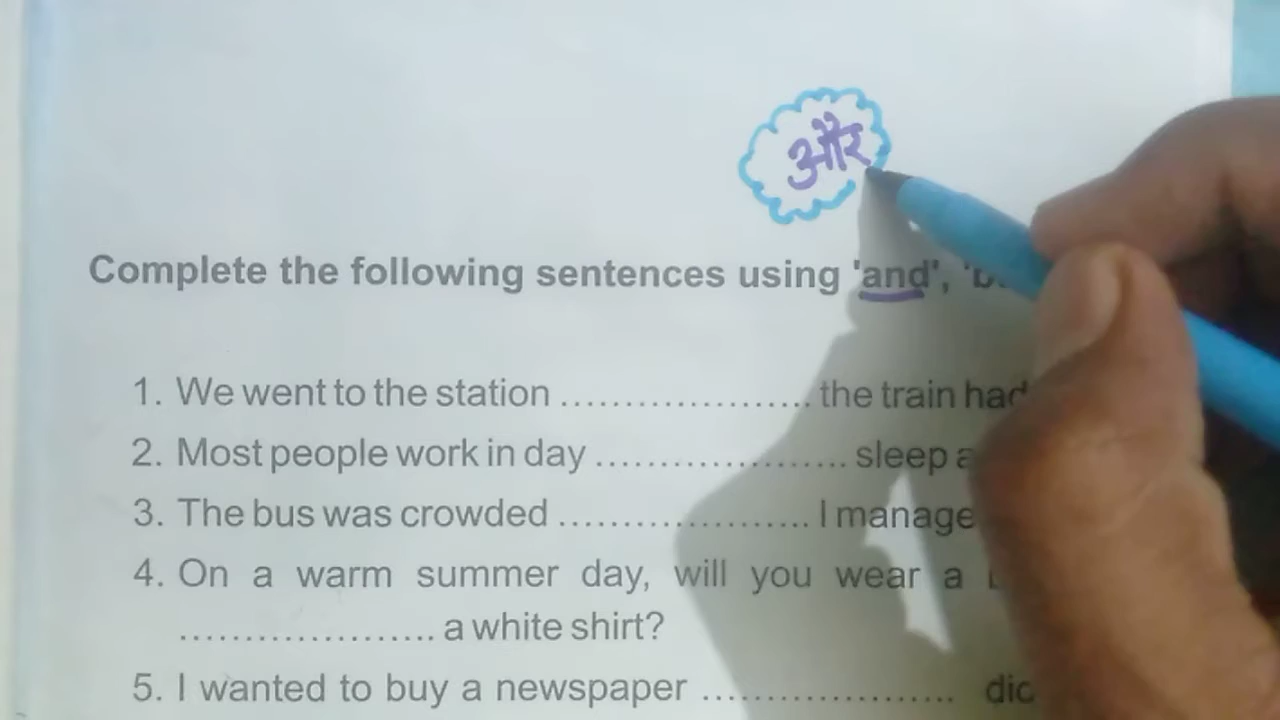 और
Complete the following sentences using 'and',
1. We went to the station .................... the train had
2. Most people work in day .................... sleep
3. The bus was crowded .................... I
4. On a warm summer day, will you wear a
.................... a white shirt?
5. I wanted to buy a newspaper ....................